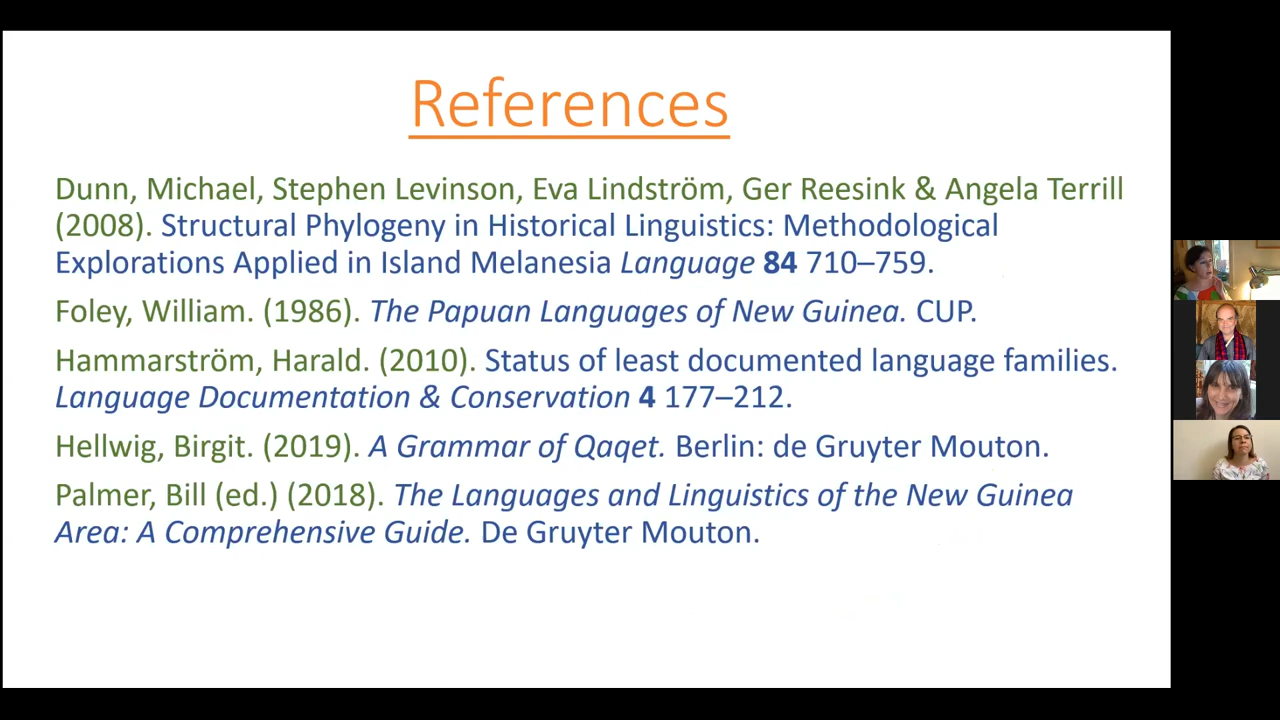 References
Dunn, Michael, Stephen Levinson, Eva Lindström, Ger Reesink & Angela Terrill
(2008). Structural Phylogeny in Historical Linguistics: Methodological
Explorations Applied in Island Melanesia Language 84 710–759.
Foley, William. (1986). The Papuan Languages of New Guinea. CUP.
Hammarström, Harald. (2010). Status of least documented language families.
Language Documentation & Conservation 4 177–212.
Hellwig, Birgit. (2019). A Grammar of Qaqet. Berlin: de Gruyter Mouton.
Palmer, Bill (ed.) (2018). The Languages and Linguistics of the New Guinea
Area: A Comprehensive Guide. De Gruyter Mouton.